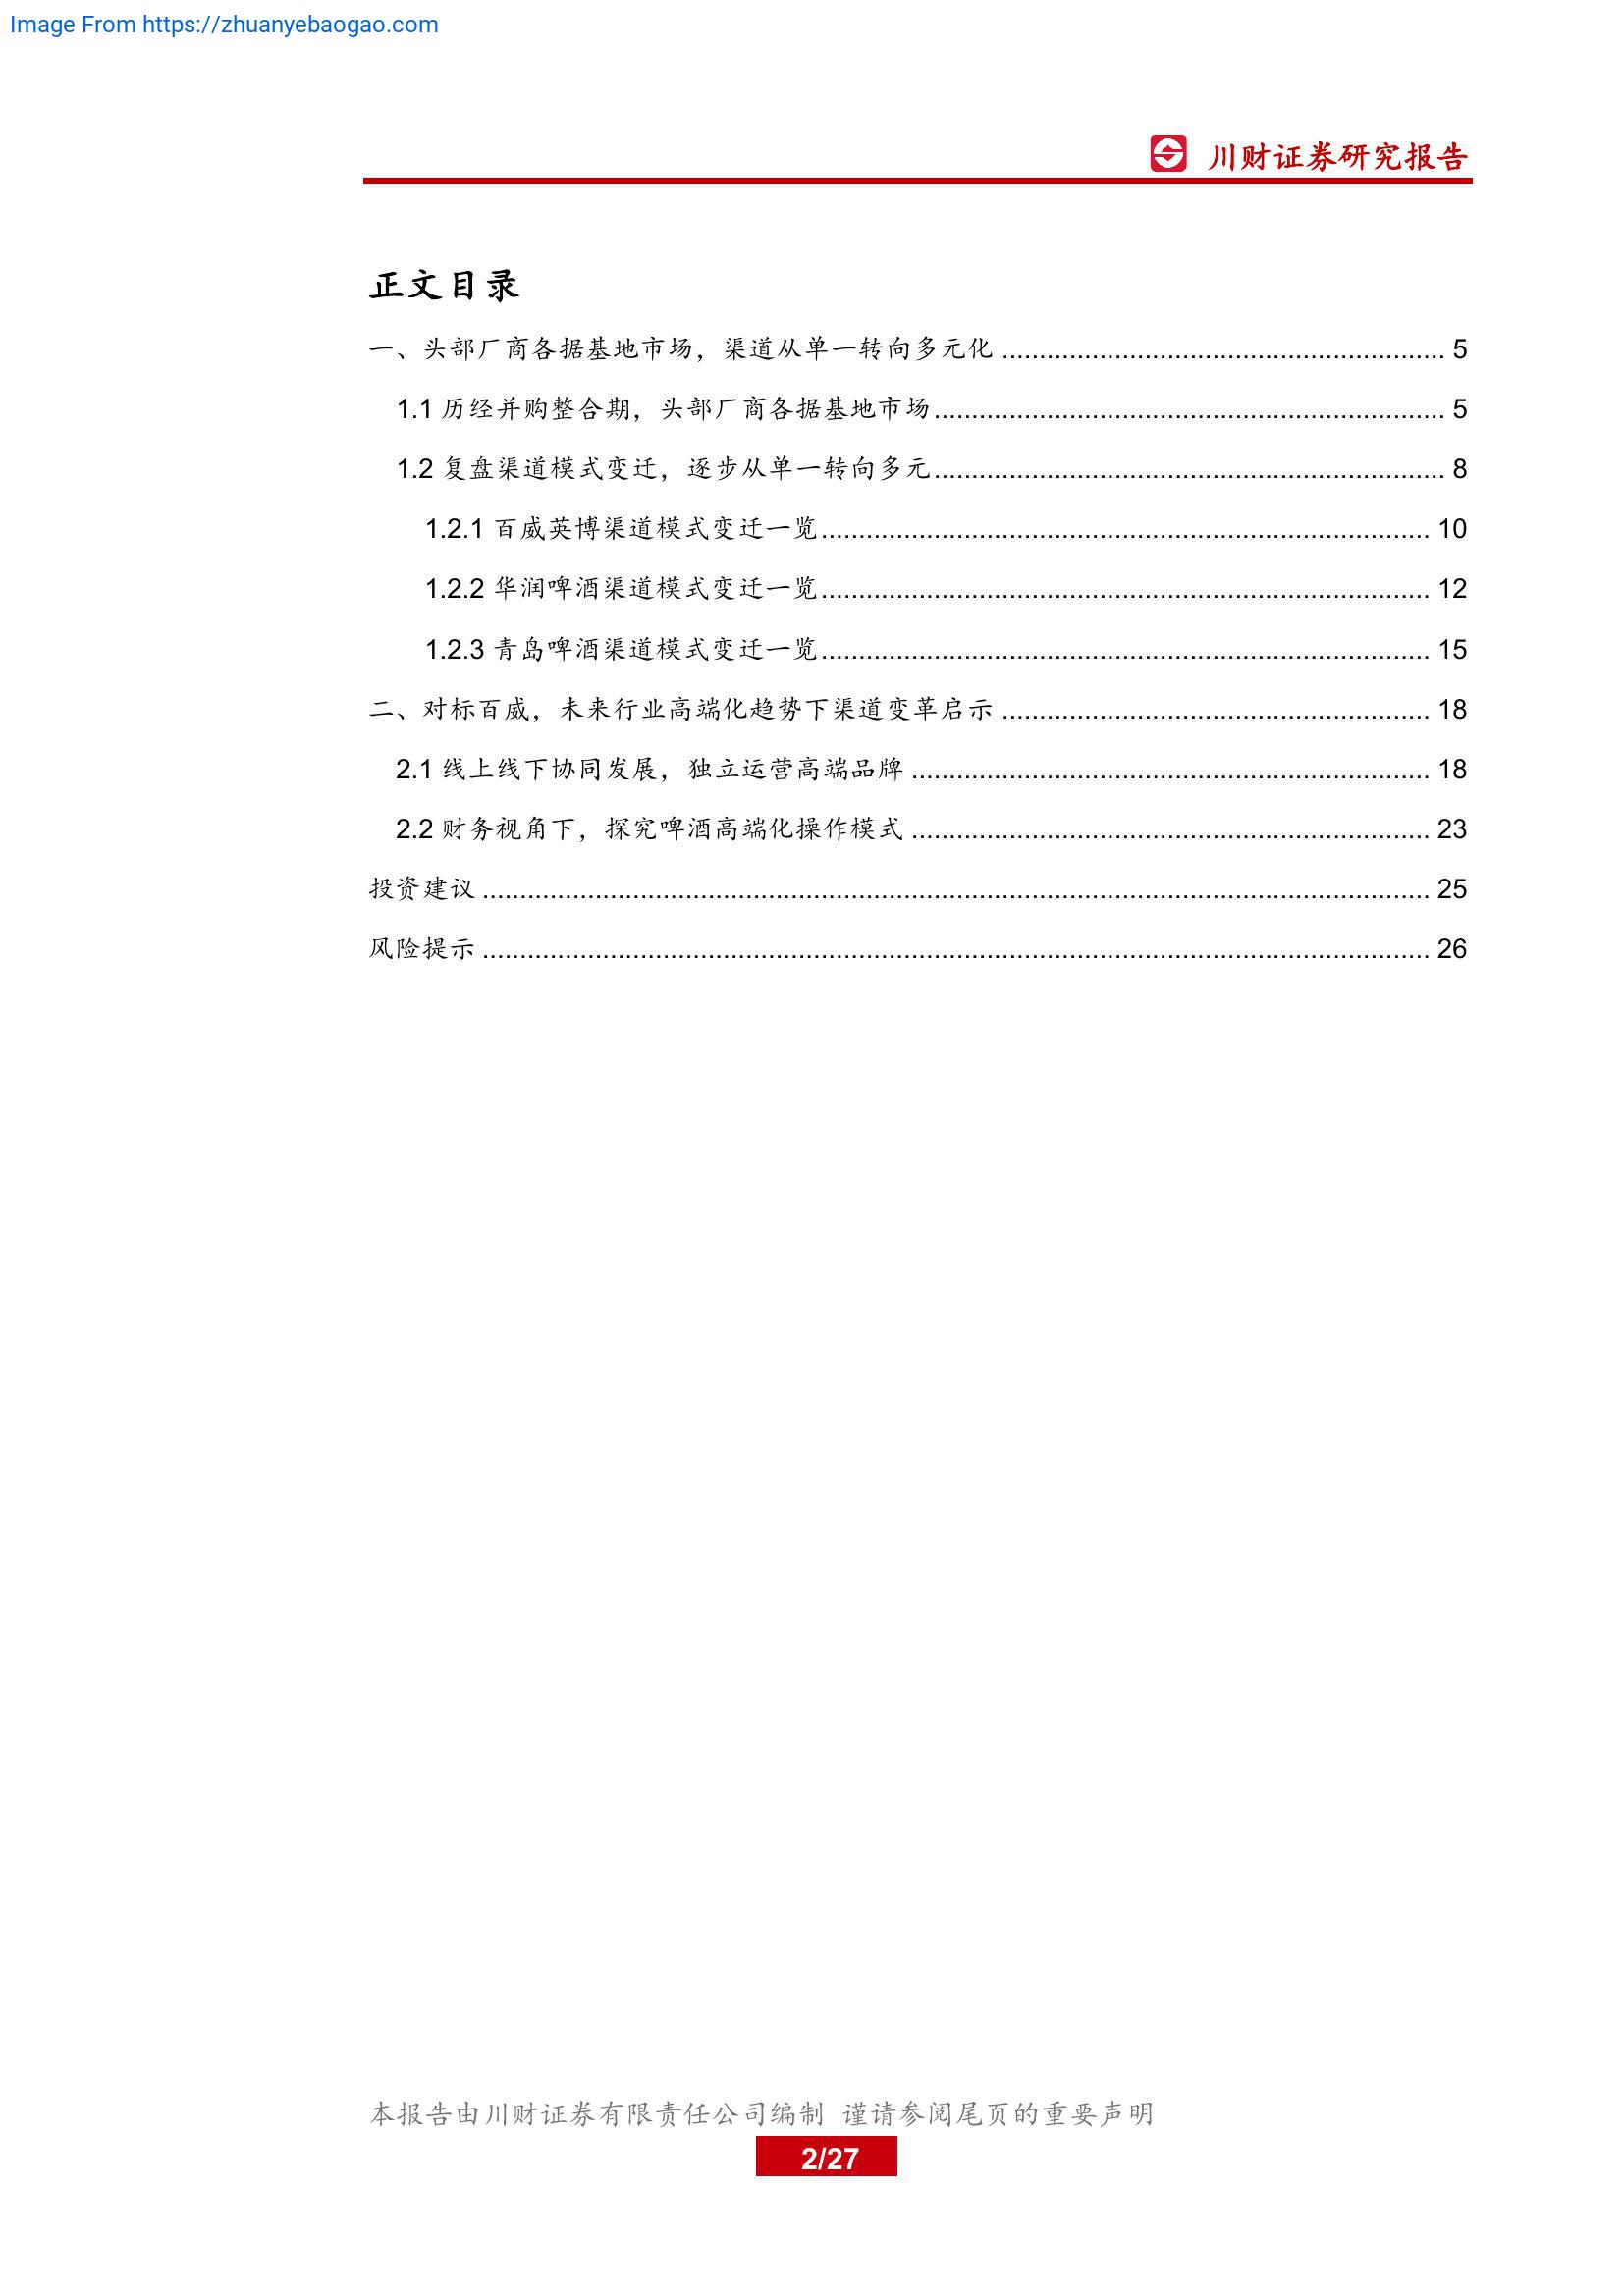 Image From https://zhuanyebaogao.com
川财证券研究报告
正文目录
一、头部厂商各据基地市场，渠道从单一转向多元化 ........................................................... 5
1.1 历经并购整合期，头部厂商各据基地市场.................................................................... 5
1.2 复盘渠道模式变迁，逐步从单一转向多元.................................................................... 8
1.2.1 百威英博渠道模式变迁一览................................................................................. 10
1.2.2 华润啤酒渠道模式变迁一览................................................................................. 12
1.2.3 青岛啤酒渠道模式变迁一览................................................................................. 15
二、对标百威，未来行业高端化趋势下渠道变革启示 ......................................................... 18
2.1 线上线下协同发展，独立运营高端品牌 ..................................................................... 18
2.2 财务视角下，探究啤酒高端化操作模式 ..................................................................... 23
投资建议 .............................................................................................................................. 25
风险提示 .............................................................................................................................. 26
本报告由川财证券有限责任公司编制 谨请参阅尾页的重要声明
2/27